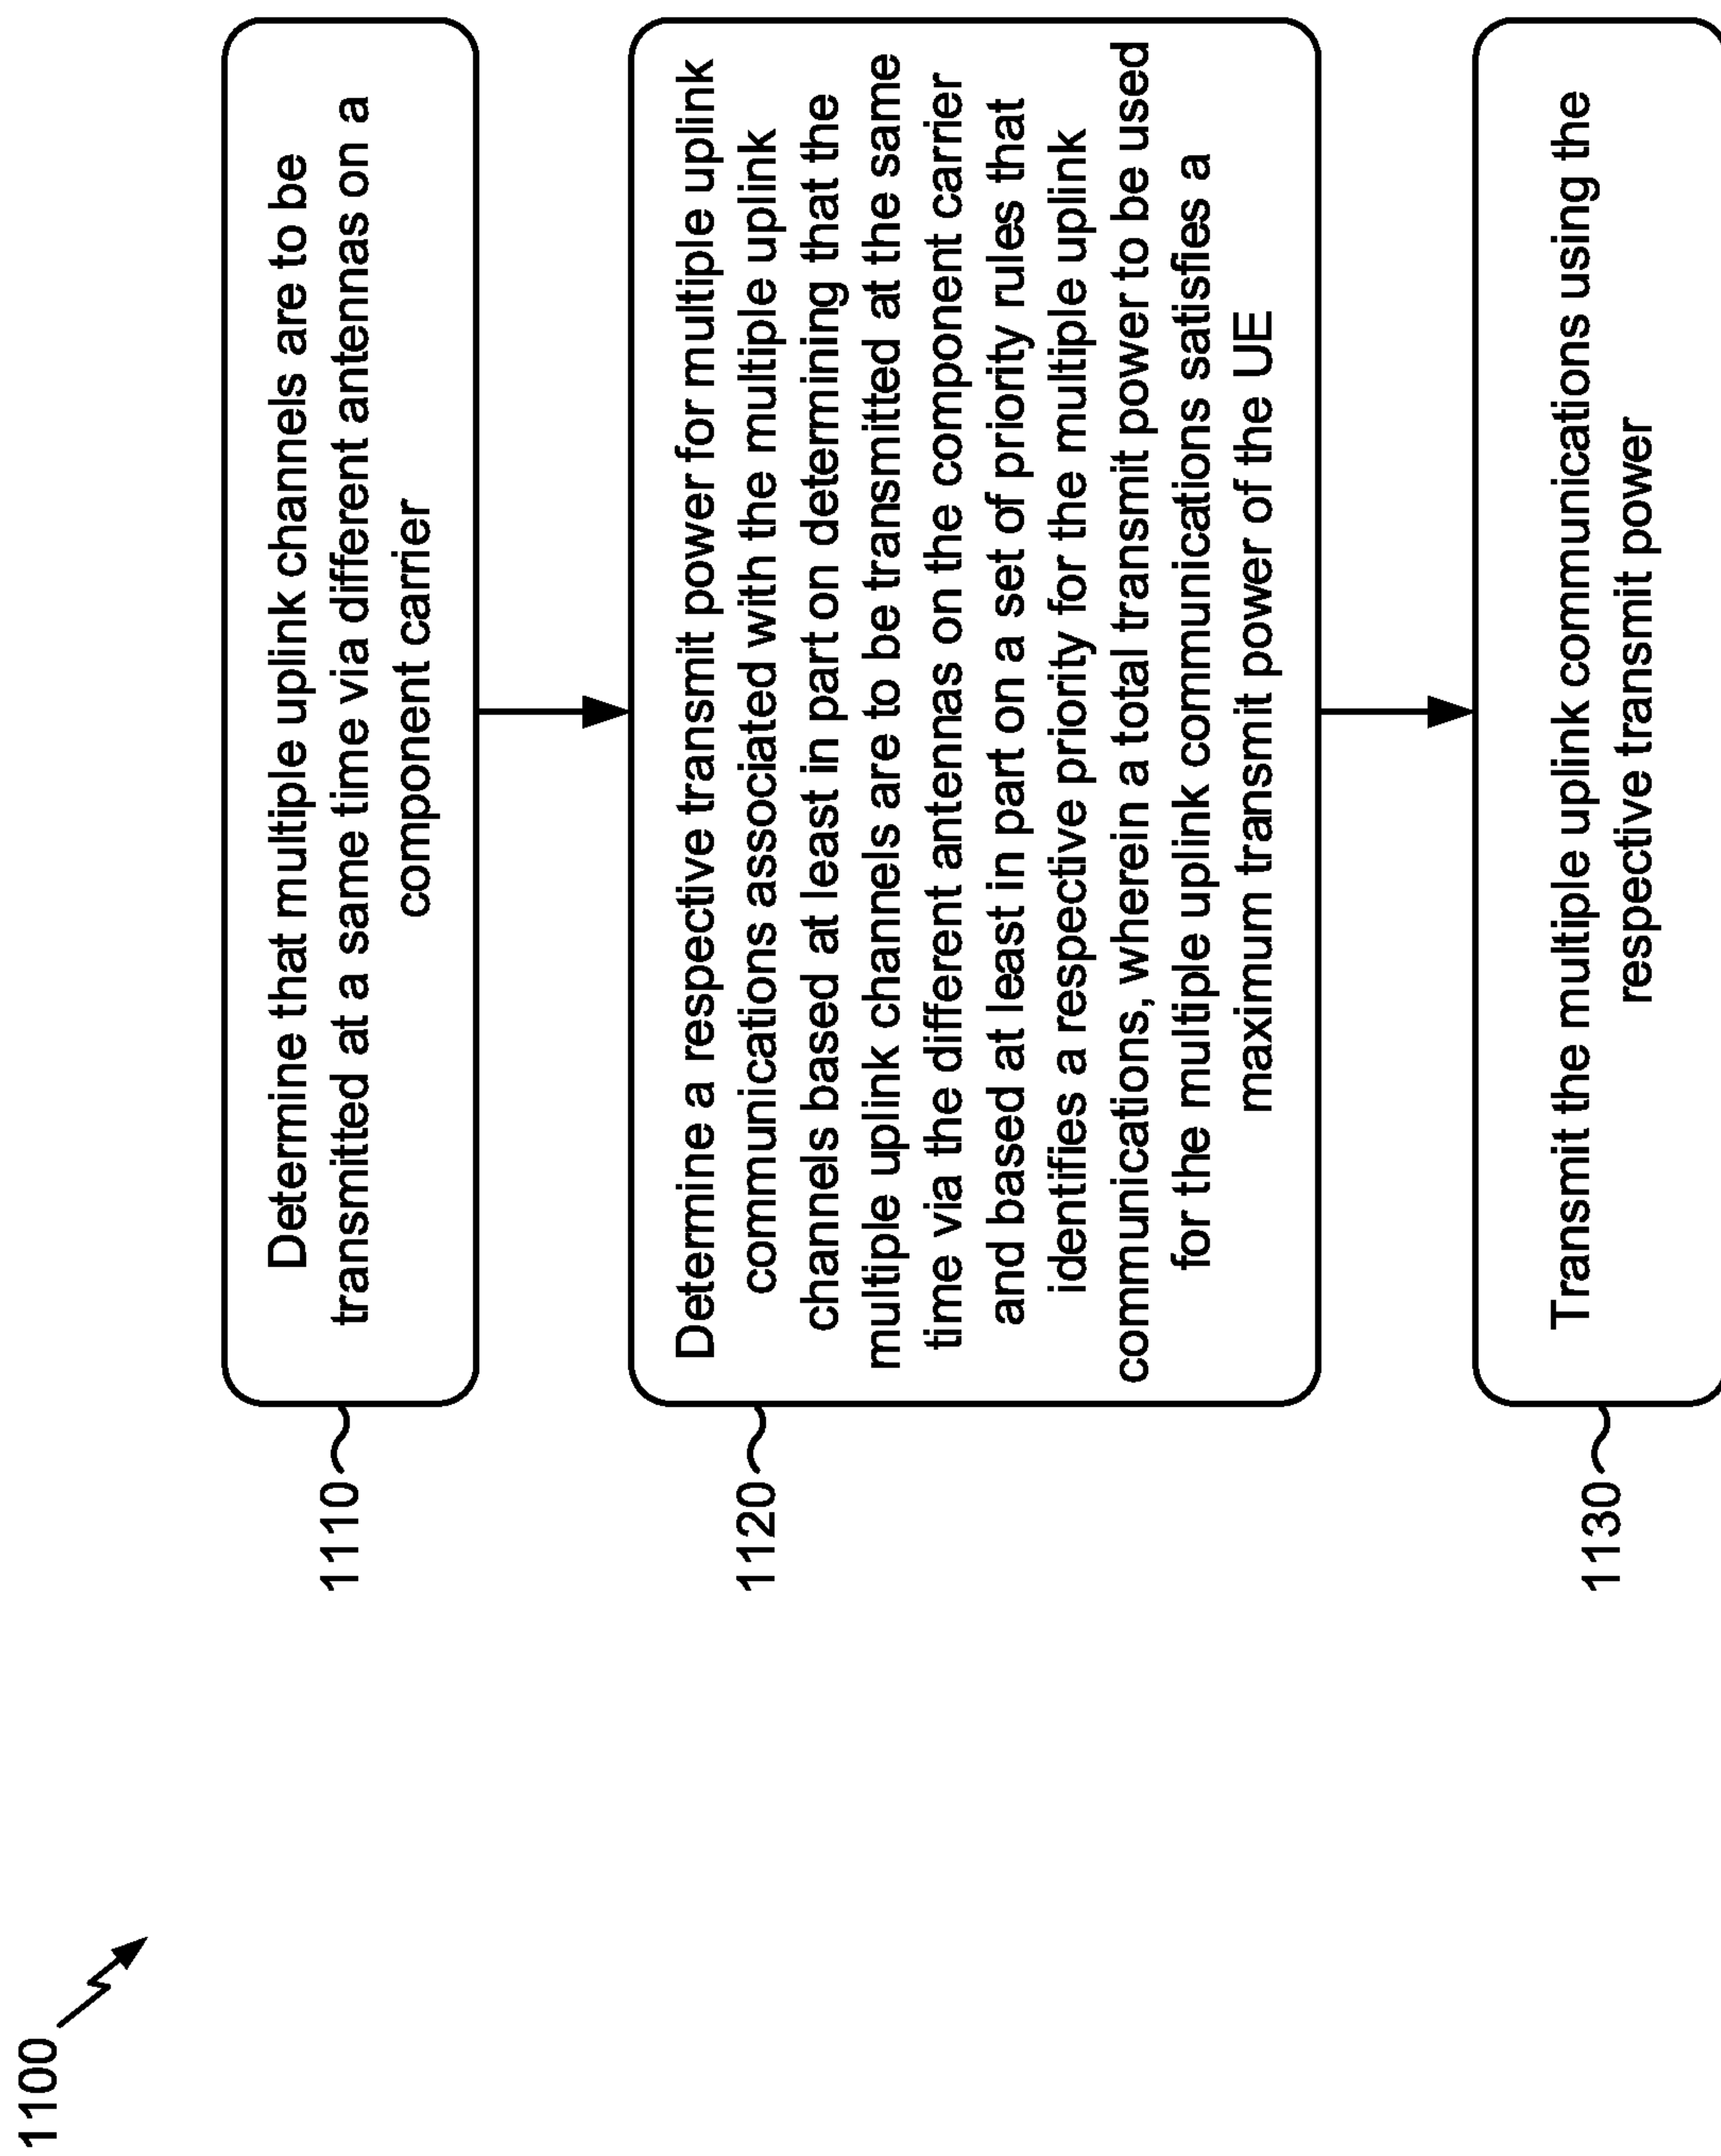 1100
1110
Determine that multiple uplink channels are to be
transmitted at a same time via different antennas on a
component carrier
1120
Determine a respective transmit power for multiple uplink
communications associated with the multiple uplink
channels based at least in part on determining that the
multiple uplink channels are to be transmitted at the same
time via the different antennas on the component carrier
and based at least in part on a set of priority rules that
identifies a respective priority for the multiple uplink
communications, wherein a total transmit power to be used
for the multiple uplink communications satisfies a
maximum transmit power of the UE
1130
Transmit the multiple uplink communications using the
respective transmit power